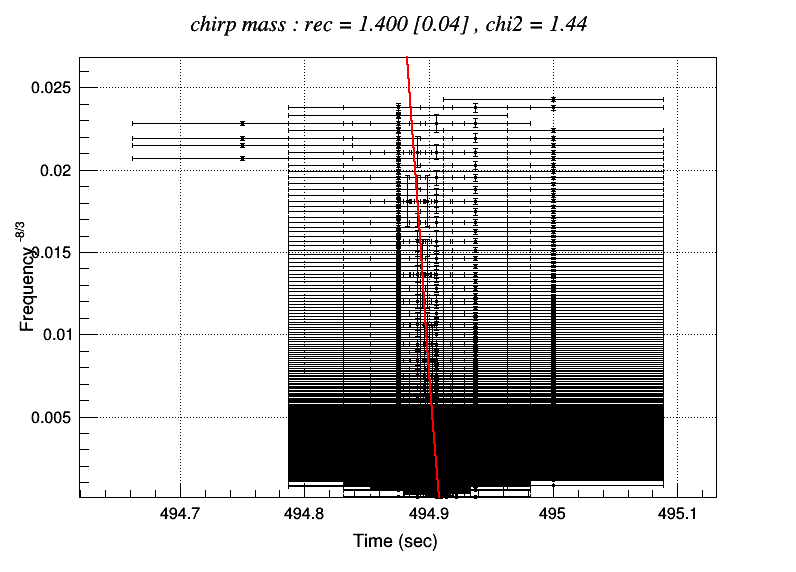 chirp mass : rec = 1.400 [0.04] , chi2 = 1.44
0.025
0.02
0.015
0.01
0.005
Frequency -8/3
494.7 494.8 494.9 495 495.1
Time (sec)